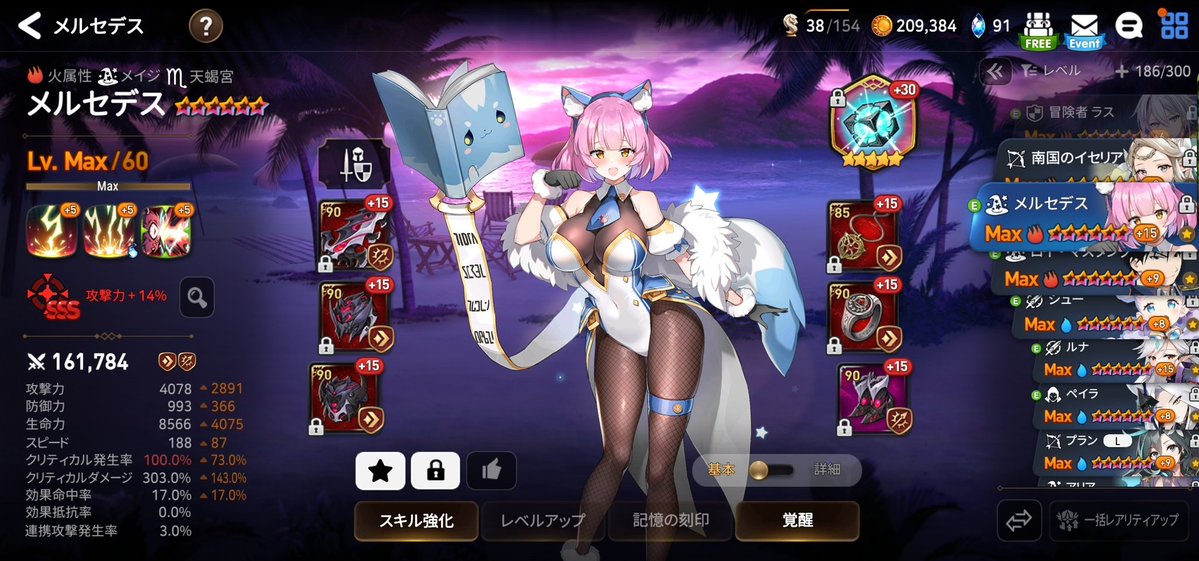 メルセデス ?
38/154 209,384 91
FREE Event
火属性 メイジ 天蝎宮
メルセデス
レベル + 186/300
Lv. Max/60
Max
+5 +5 +5
SSS 攻撃力 + 14%
161,784
攻撃力 4078 2891
防御力 993 366
生命力 8566 4075
スピード 188 87
クリティカル発生率 100.0% 73.0%
クリティカルダメージ 303.0% 143.0%
効果命中率 17.0% 17.0%
効果抵抗率 0.0%
連携攻撃発生率 3.0%
+30
90 +15
85 +15
90 +15
90 +15
90 +15
90 +15
基本 詳細
スキル強化 レベルアップ 記憶の刻印 覚醒
冒険者 ラス
南国のイセリア
E メルセデス
Max +15
Max +9
E シュー
Max +8
E ルナ
Max +15
E ペイラ
Max +8
プラン L
Max +9
一括レアリティアップ